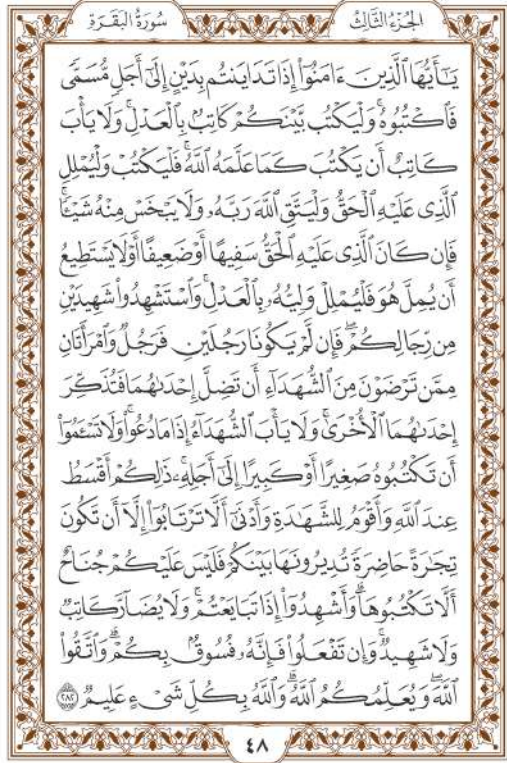 الجُزْءُ الثَّالِثُ سُورَةُ البَقَرَةِ
يَـٰٓأَيُّهَا ٱلَّذِينَ ءَامَنُوٓاْ إِذَا تَدَايَنتُم بِدَيْنٍ إِلَىٰٓ أَجَلٍ مُّسَمًّى
فَٱكْتُبُوهُۚ وَلْيَكْتُب بَّيْنَكُمْ كَاتِبُۢ بِٱلْعَدْلِۚ وَلَا يَأْبَ
كَاتِبٌ أَن يَكْتُبَ كَمَا عَلَّمَهُ ٱللَّهُۚ فَلْيَكْتُبْ وَلْيُمْلِلِ
ٱلَّذِى عَلَيْهِ ٱلْحَقُّ وَلْيَتَّقِ ٱللَّهَ رَبَّهُۥ وَلَا يَبْخَسْ مِنْهُ شَيْـًٔاۚ
فَإِن كَانَ ٱلَّذِى عَلَيْهِ ٱلْحَقُّ سَفِيهًا أَوْ ضَعِيفًا أَوْ لَا يَسْتَطِيعُ
أَن يُمِلَّ هُوَ فَلْيُمْلِلْ وَلِيُّهُۥ بِٱلْعَدْلِۚ وَٱسْتَشْهِدُواْ شَهِيدَيْنِ
مِن رِّجَالِكُمْۖ فَإِن لَّمْ يَكُونَا رَجُلَيْنِ فَرَجُلٌ وَٱمْرَأَتَانِ
مِمَّن تَرْضَوْنَ مِنَ ٱلشُّهَدَآءِ أَن تَضِلَّ إِحْدَىٰهُمَا فَتُذَكِّرَ
إِحْدَىٰهُمَا ٱلْأُخْرَىٰۚ وَلَا يَأْبَ ٱلشُّهَدَآءُ إِذَا مَا دُعُواْۚ وَلَا تَسْـَٔمُوٓاْ
أَن تَكْتُبُوهُ صَغِيرًا أَوْ كَبِيرًا إِلَىٰٓ أَجَلِهِۦۚ ذَٰلِكُمْ أَقْسَطُ
عِندَ ٱللَّهِ وَأَقْوَمُ لِلشَّهَـٰدَةِ وَأَدْنَىٰٓ أَلَّا تَرْتَابُوٓاْ إِلَّآ أَن تَكُونَ
تِجَـٰرَةً حَاضِرَةً تُدِيرُونَهَا بَيْنَكُمْ فَلَيْسَ عَلَيْكُمْ جُنَاحٌ
أَلَّا تَكْتُبُوهَاۗ وَأَشْهِدُوٓاْ إِذَا تَبَايَعْتُمْۚ وَلَا يُضَآرَّ كَاتِبٌ
وَلَا شَهِيدٌۚ وَإِن تَفْعَلُواْ فَإِنَّهُۥ فُسُوقُۢ بِكُمْۗ وَٱتَّقُواْ
ٱللَّهَۖ وَيُعَلِّمُكُمُ ٱللَّهُۗ وَٱللَّهُ بِكُلِّ شَىْءٍ عَلِيمٌ ٢٨٢
٤٨